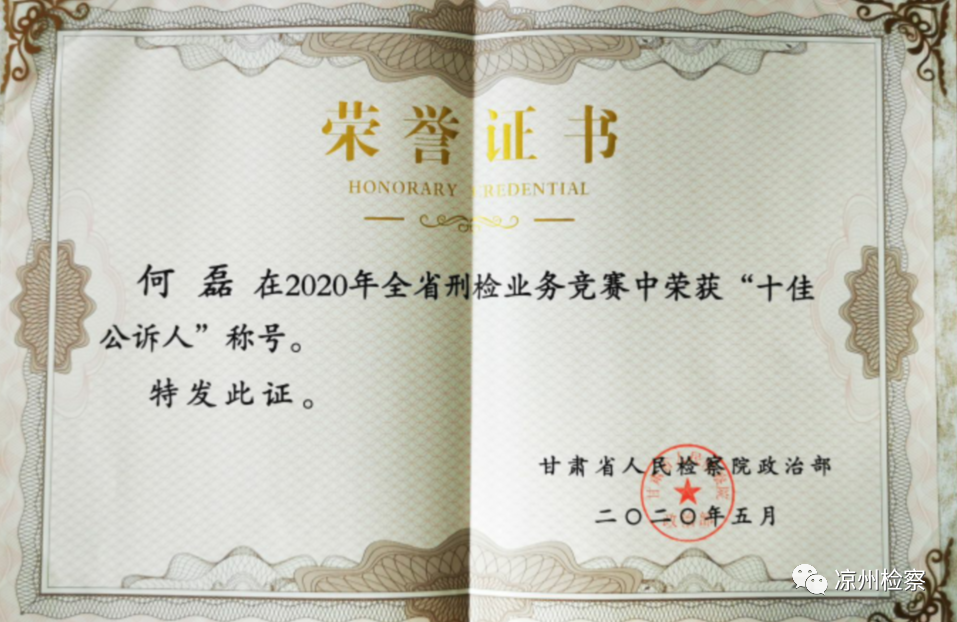 荣誉证书
HONORARY CREDENTIAL
何磊在2020年全省刑检业务竞赛中荣获“十佳
公诉人”称号。
特发此证。
甘肃省人民检察院政治部
二〇二〇年五月
凉州检察